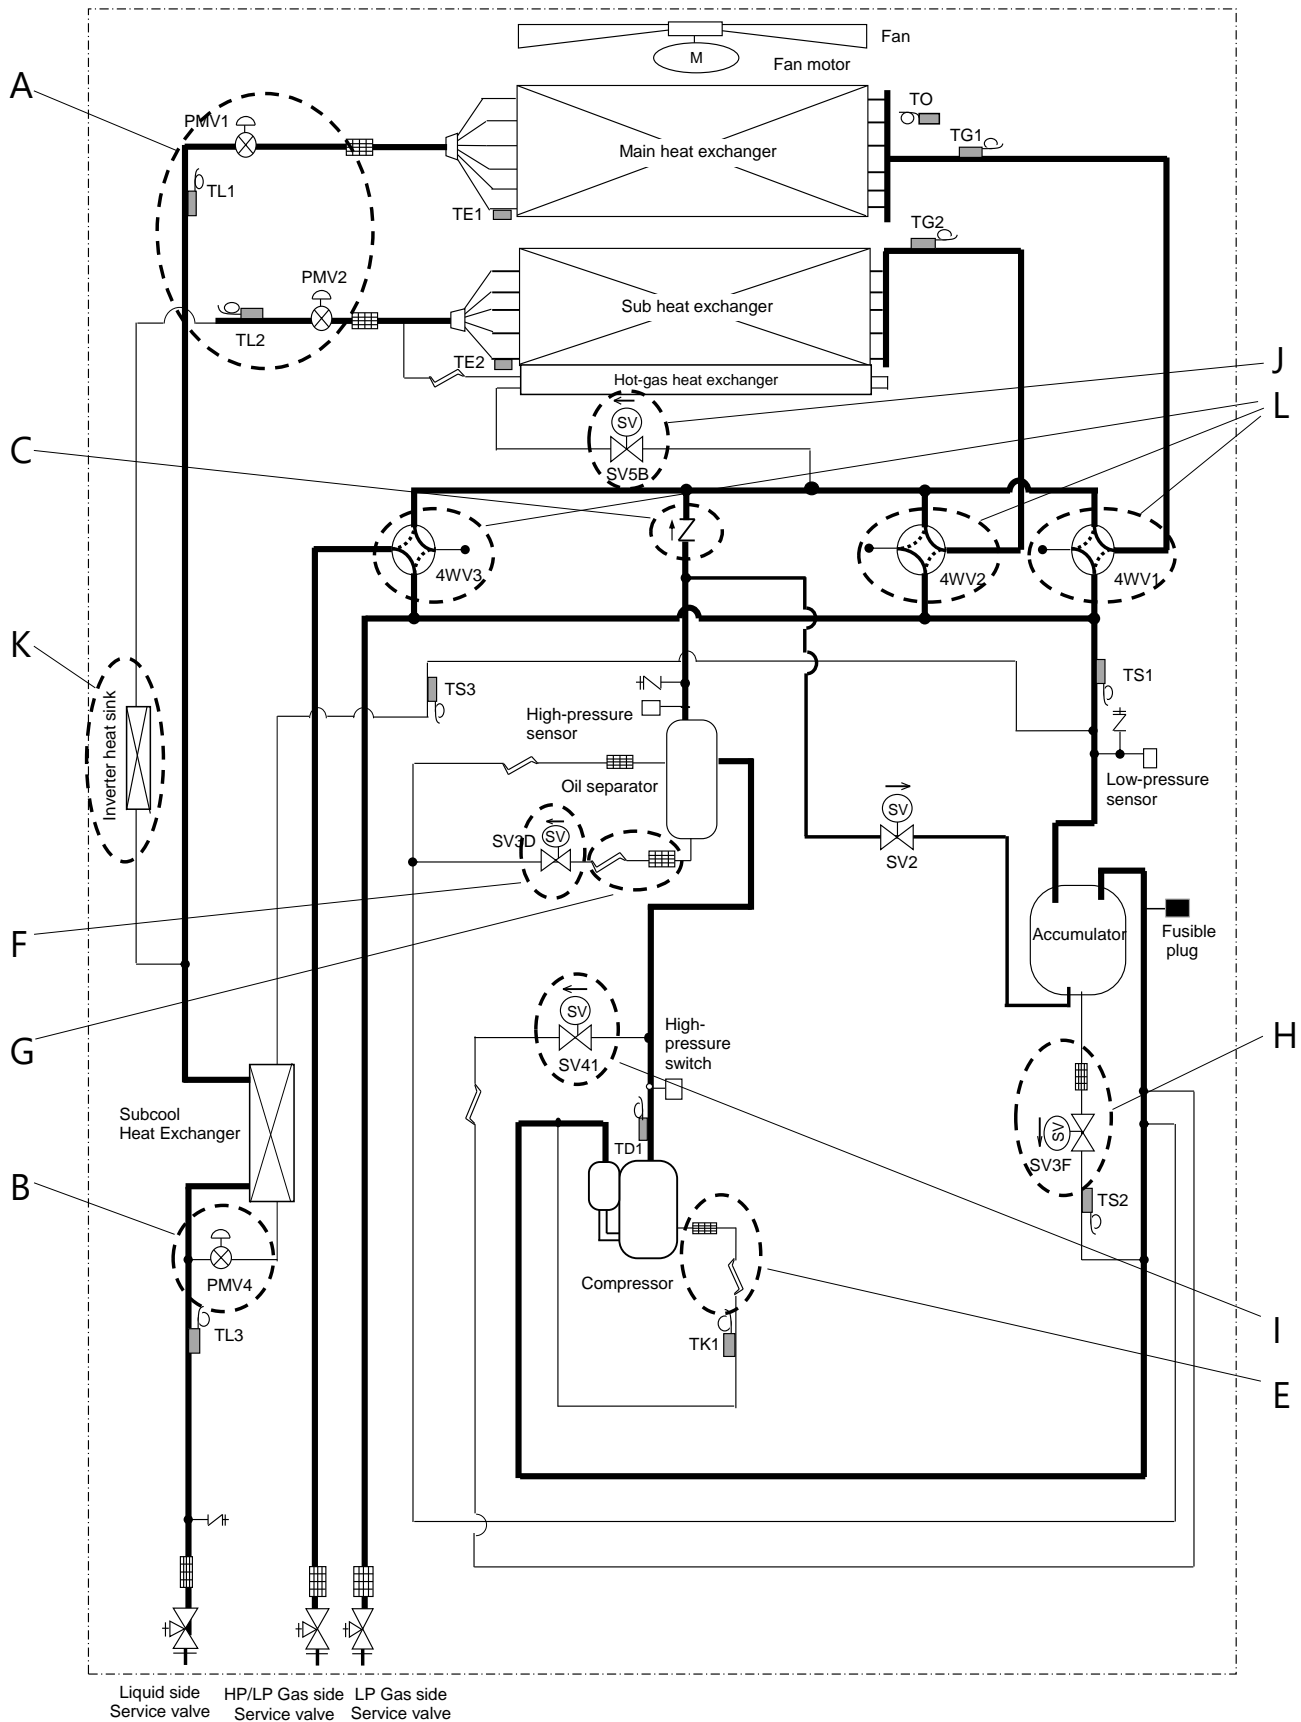 Fan
M
Fan motor
A
PMV1
TO
TG1
Main heat exchanger
TL1
TE1
TG2
PMV2
Sub heat exchanger
TL2
TE2
Hot-gas heat exchanger
J
L
SV
C
SV5B
4WV3
4WV2
4WV1
K
Inverter heat sink
TS3
TS1
High-pressure
sensor
Low-pressure
sensor
Oil separator
SV
SV2
SV3D
SV
F
Accumulator
Fusible
plug
G
SV
SV41
High-
pressure
switch
H
Subcool
Heat Exchanger
TD1
SV
SV3F
B
TS2
PMV4
Compressor
TL3
TK1
I
E
Liquid side
Service valve
HP/LP Gas side
Service valve
LP Gas side
Service valve